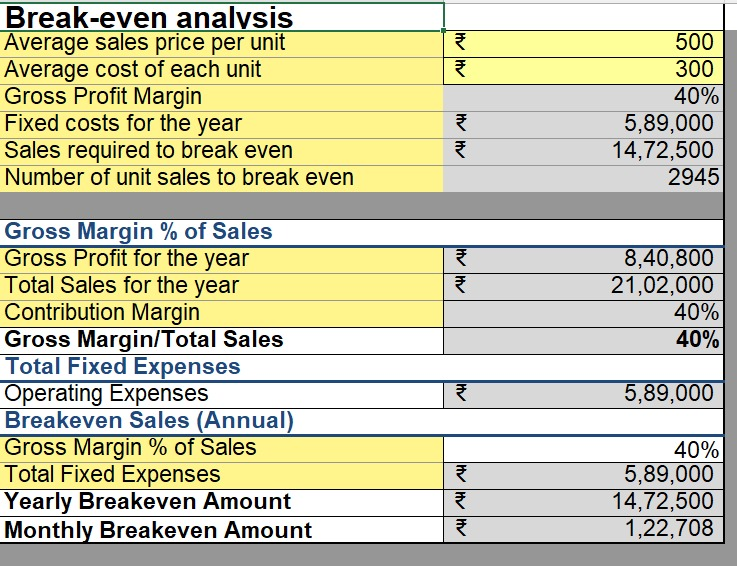 Break-even analysis
Average sales price per unit ₹ 500
Average cost of each unit ₹ 300
Gross Profit Margin 40%
Fixed costs for the year ₹ 5,89,000
Sales required to break even ₹ 14,72,500
Number of unit sales to break even 2945
Gross Margin % of Sales
Gross Profit for the year ₹ 8,40,800
Total Sales for the year ₹ 21,02,000
Contribution Margin 40%
Gross Margin/Total Sales 40%
Total Fixed Expenses
Operating Expenses ₹ 5,89,000
Breakeven Sales (Annual)
Gross Margin % of Sales 40%
Total Fixed Expenses ₹ 5,89,000
Yearly Breakeven Amount ₹ 14,72,500
Monthly Breakeven Amount ₹ 1,22,708